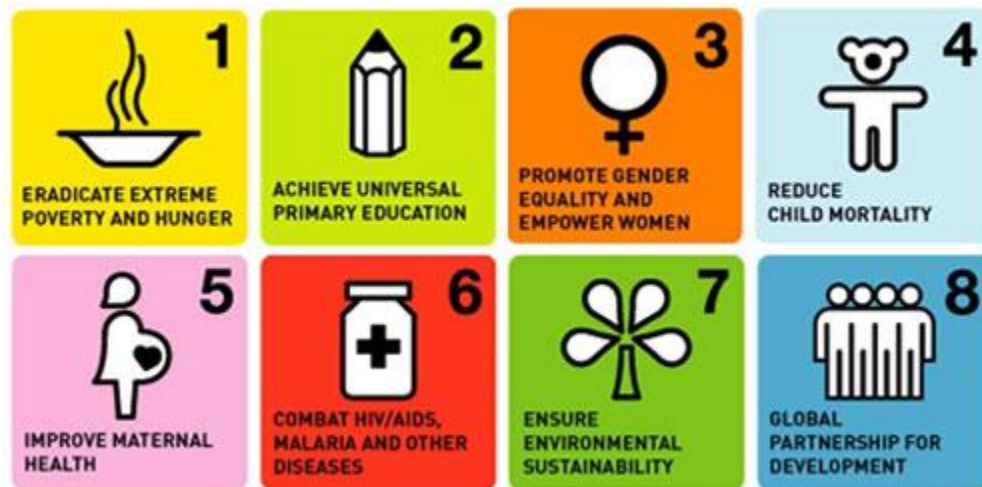 1
ERADICATE EXTREME
POVERTY AND HUNGER
2
ACHIEVE UNIVERSAL
PRIMARY EDUCATION
3
PROMOTE GENDER
EQUALITY AND
EMPOWER WOMEN
4
REDUCE
CHILD MORTALITY
5
IMPROVE MATERNAL
HEALTH
6
COMBAT HIV/AIDS,
MALARIA AND OTHER
DISEASES
7
ENSURE
ENVIRONMENTAL
SUSTAINABILITY
8
GLOBAL
PARTNERSHIP FOR
DEVELOPMENT